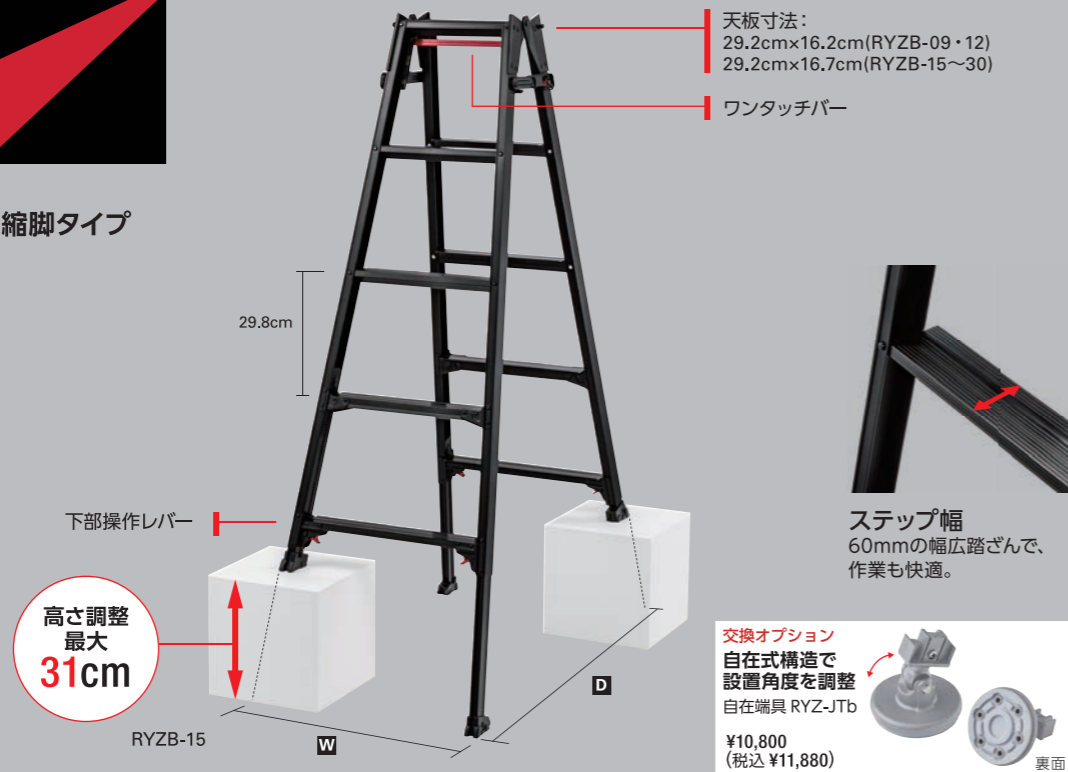 天板寸法：
29.2cm×16.2cm(RYZB-09・12)
29.2cm×16.7cm(RYZB-15〜30)
ワンタッチバー
縮脚タイプ
29.8cm
下部操作レバー
高さ調整
最大
31cm
RYZB-15
W
D
ステップ幅
60mmの幅広踏ざんで、
作業も快適。
交換オプション
自在式構造で
設置角度を調整
自在端具 RYZ-JTb
¥10,800
(税込 ¥11,880)
裏面